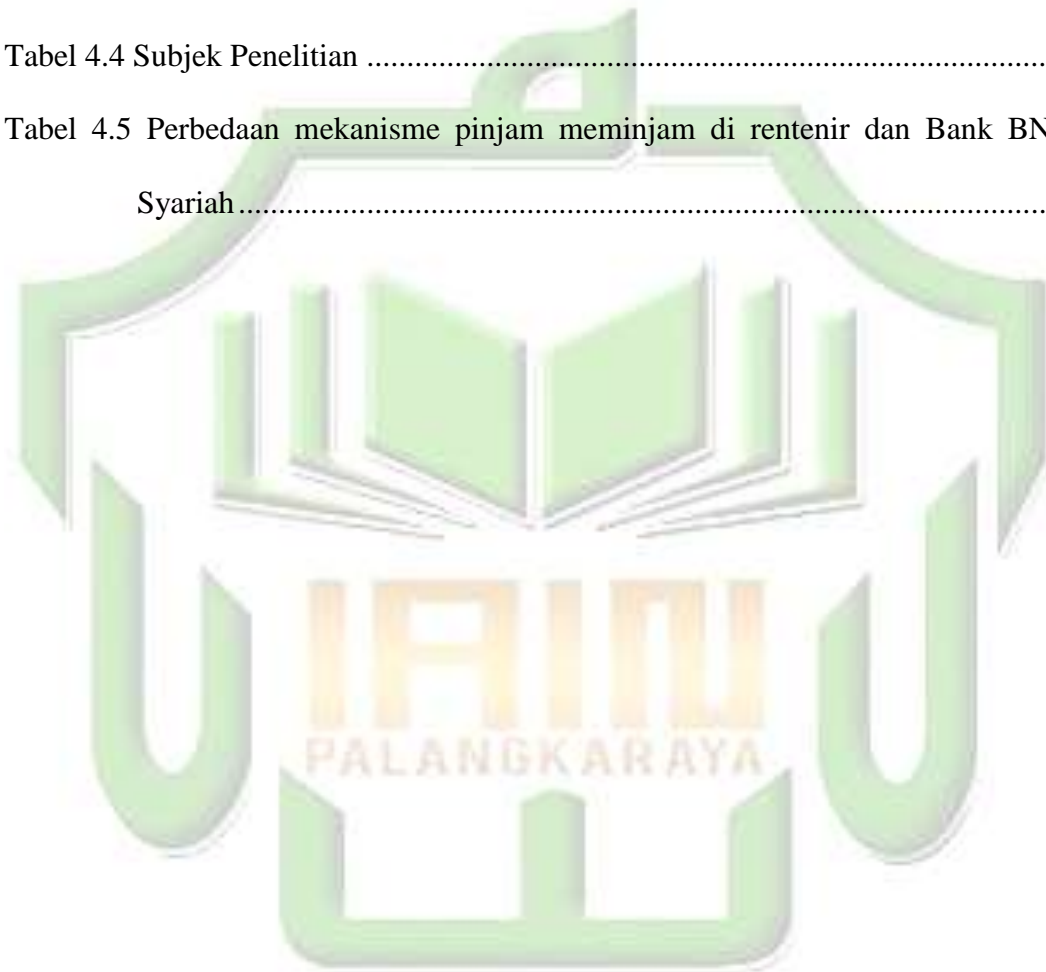 Tabel 4.4 Subjek Penelitian ................................................................................
Tabel 4.5 Perbedaan mekanisme pinjam meminjam di rentenir dan Bank BN
Syariah ................................................................................................
IAIN
PALANGKARAYA